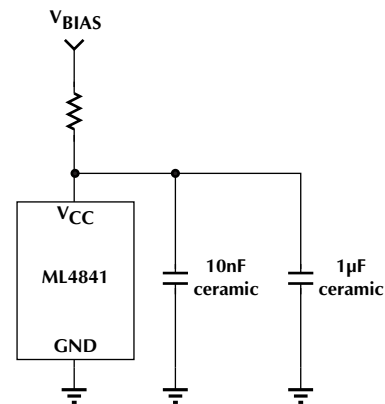 VBIAS
VCC
ML4841
GND
10nF
ceramic
1µF
ceramic